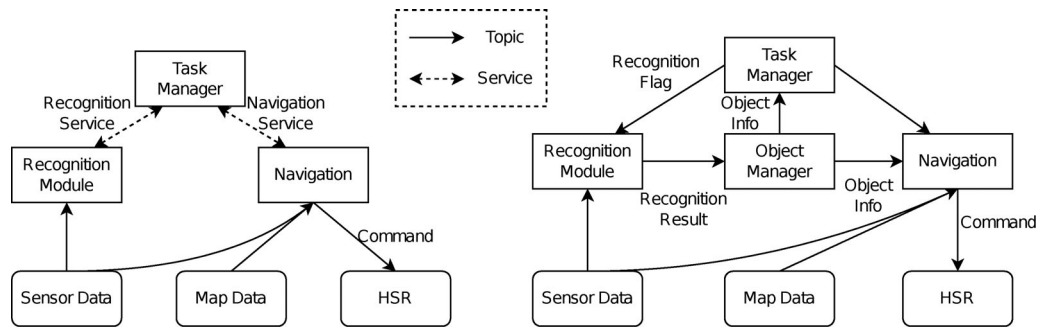 Topic
Service
Task
Manager
Recognition
Service
Navigation
Service
Recognition
Module
Navigation
Command
Sensor Data
Map Data
HSR
Task
Manager
Recognition
Flag
Object
Info
Recognition
Module
Object
Manager
Navigation
Recognition
Result
Object
Info
Command
Sensor Data
Map Data
HSR